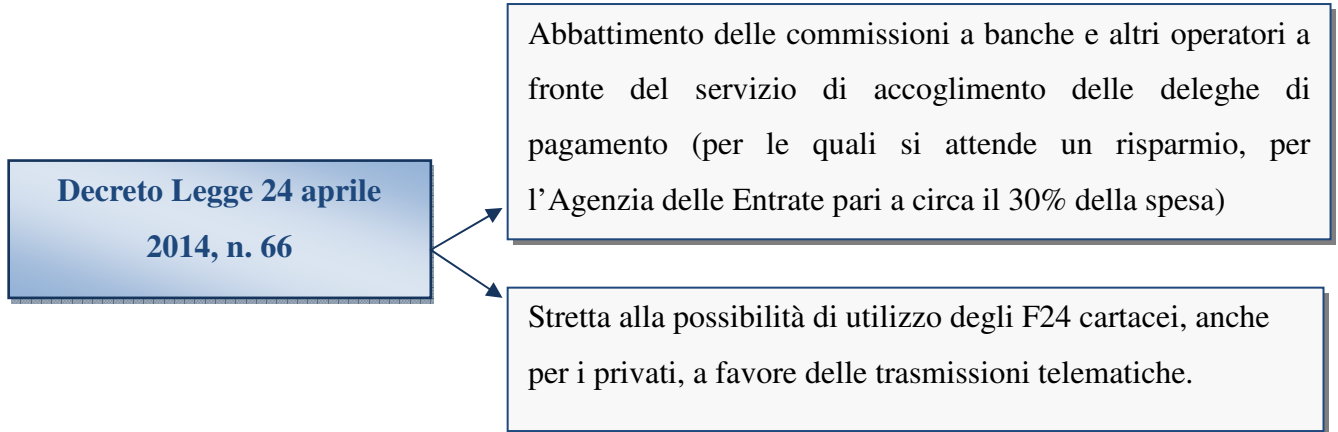 Abbattimento delle commissioni a banche e altri operatori a
fronte del servizio di accoglimento delle deleghe di
pagamento (per le quali si attende un risparmio, per
l’Agenzia delle Entrate pari a circa il 30% della spesa)
Decreto Legge 24 aprile
2014, n. 66
Stretta alla possibilità di utilizzo degli F24 cartacei, anche
per i privati, a favore delle trasmissioni telematiche.